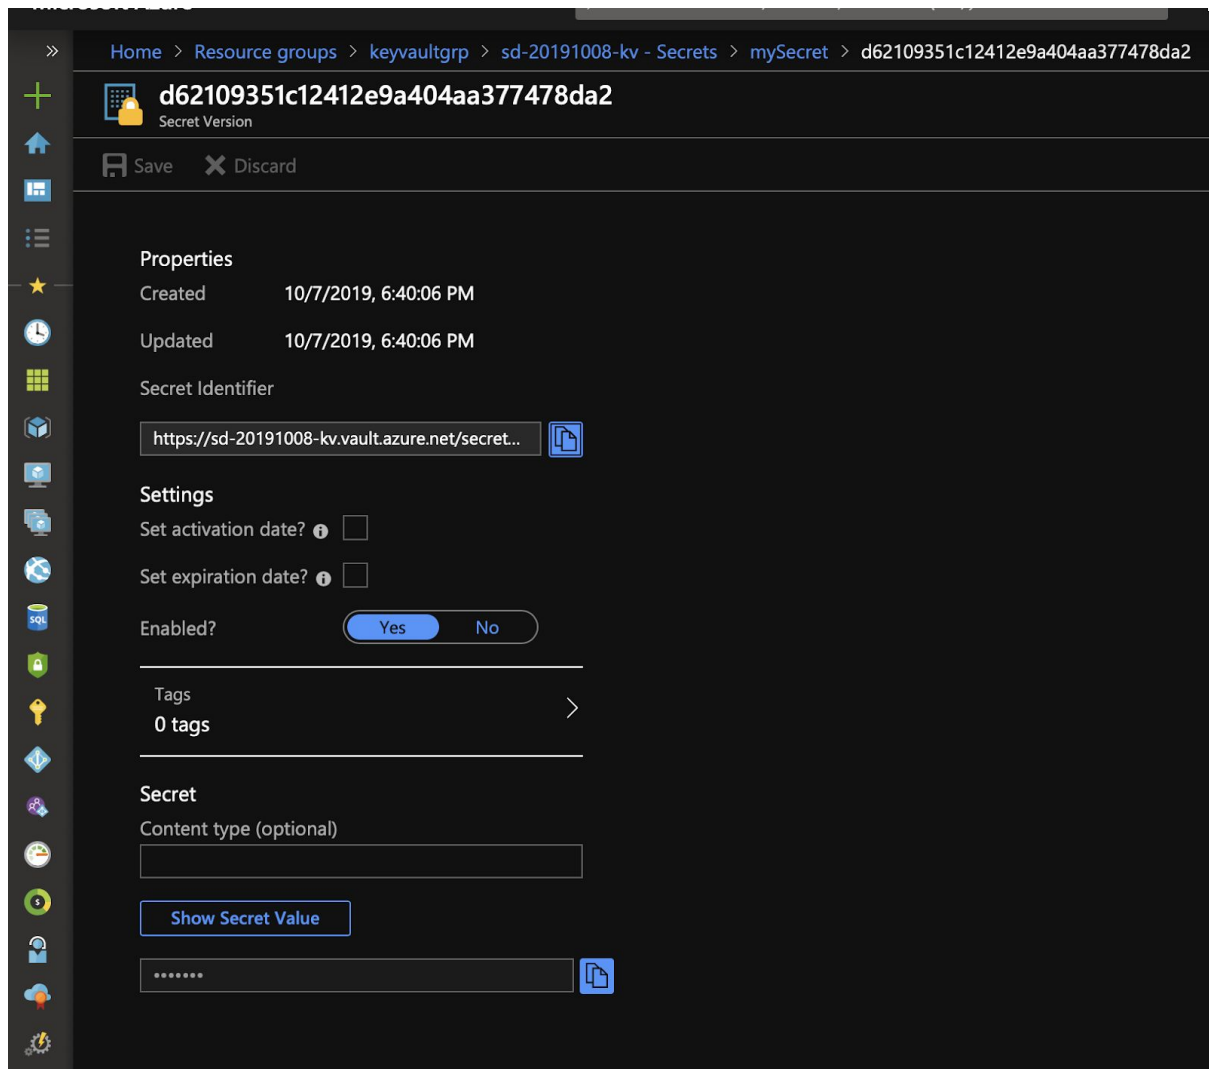 Microsoft Azure
Home > Resource groups > keyvaultgrp > sd-20191008-kv - Secrets > mySecret > d62109351c12412e9a404aa377478da2
d62109351c12412e9a404aa377478da2
Secret Version
Save Discard
Properties
Created 10/7/2019, 6:40:06 PM
Updated 10/7/2019, 6:40:06 PM
Secret Identifier
https://sd-20191008-kv.vault.azure.net/secret...
Settings
Set activation date?
Set expiration date?
Enabled? Yes No
Tags
0 tags
Secret
Content type (optional)
Show Secret Value
•••••••